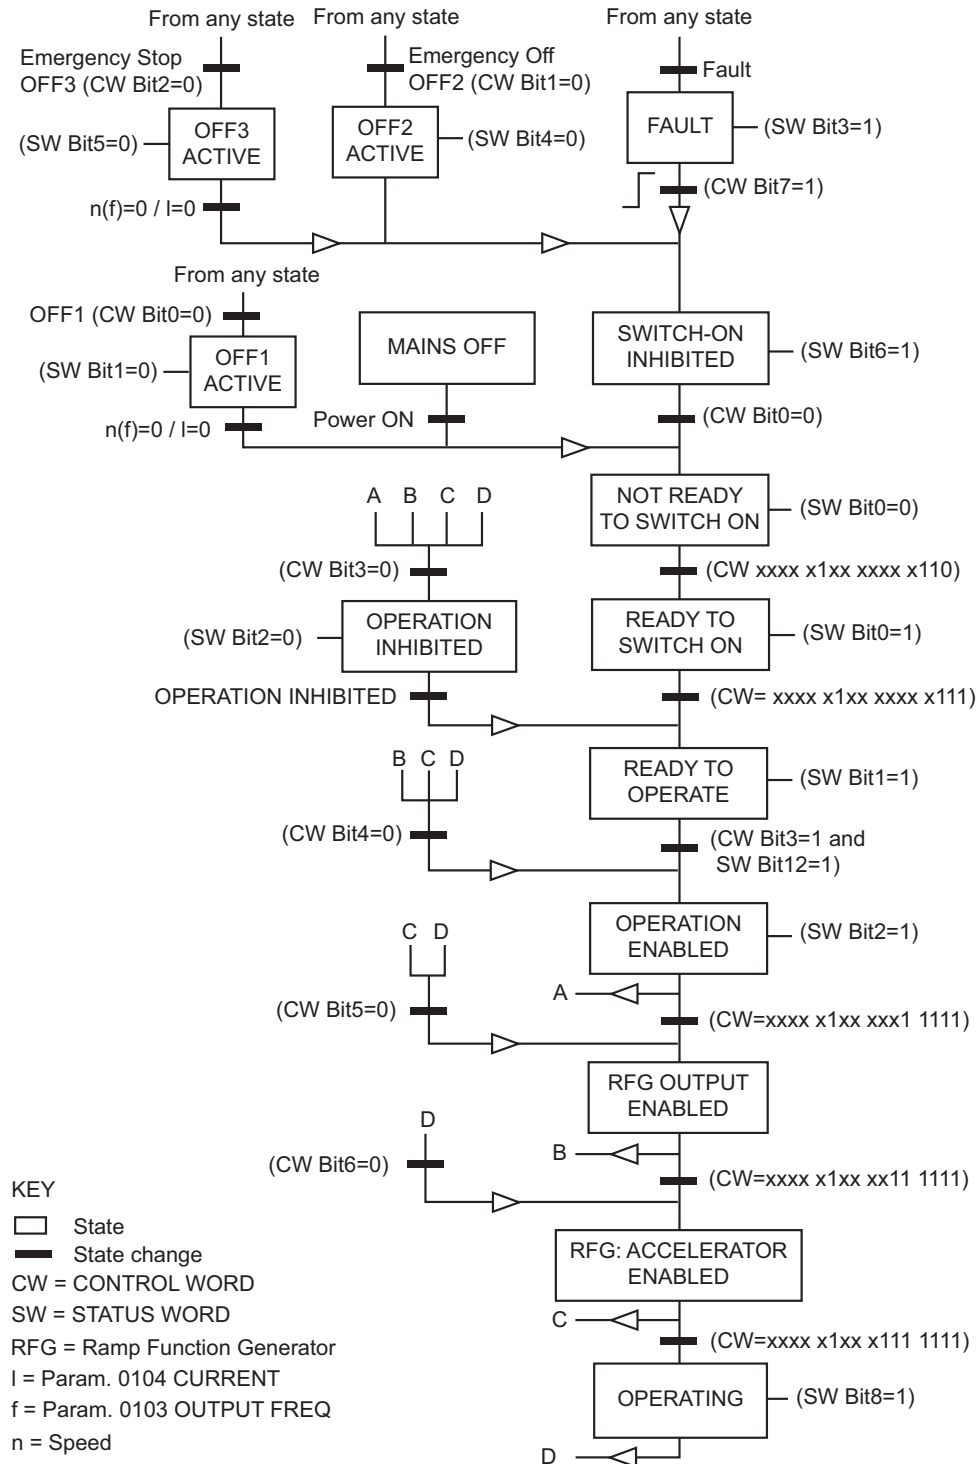 From any state
From any state
From any state
Emergency Stop
OFF3 (CW Bit2=0)
Emergency Off
OFF2 (CW Bit1=0)
Fault
(SW Bit5=0)
OFF3
ACTIVE
OFF2
ACTIVE
(SW Bit4=0)
FAULT
(SW Bit3=1)
n(f)=0 / I=0
(CW Bit7=1)
From any state
OFF1 (CW Bit0=0)
(SW Bit1=0)
OFF1
ACTIVE
MAINS OFF
SWITCH-ON
INHIBITED
(SW Bit6=1)
n(f)=0 / I=0
Power ON
(CW Bit0=0)
A B C D
NOT READY
TO SWITCH ON
(SW Bit0=0)
(CW Bit3=0)
(CW xxxx x1xx xxxx x110)
(SW Bit2=0)
OPERATION
INHIBITED
READY TO
SWITCH ON
(SW Bit0=1)
OPERATION INHIBITED
(CW= xxxx x1xx xxxx x111)
B C D
READY TO
OPERATE
(SW Bit1=1)
(CW Bit4=0)
(CW Bit3=1 and
SW Bit12=1)
C D
OPERATION
ENABLED
(SW Bit2=1)
A
(CW Bit5=0)
(CW=xxxx x1xx xxx1 1111)
RFG OUTPUT
ENABLED
D
B
(CW Bit6=0)
(CW=xxxx x1xx xx11 1111)
RFG: ACCELERATOR
ENABLED
C
(CW=xxxx x1xx x111 1111)
OPERATING
(SW Bit8=1)
D
KEY
State
State change
CW = CONTROL WORD
SW = STATUS WORD
RFG = Ramp Function Generator
I = Param. 0104 CURRENT
f = Param. 0103 OUTPUT FREQ
n = Speed